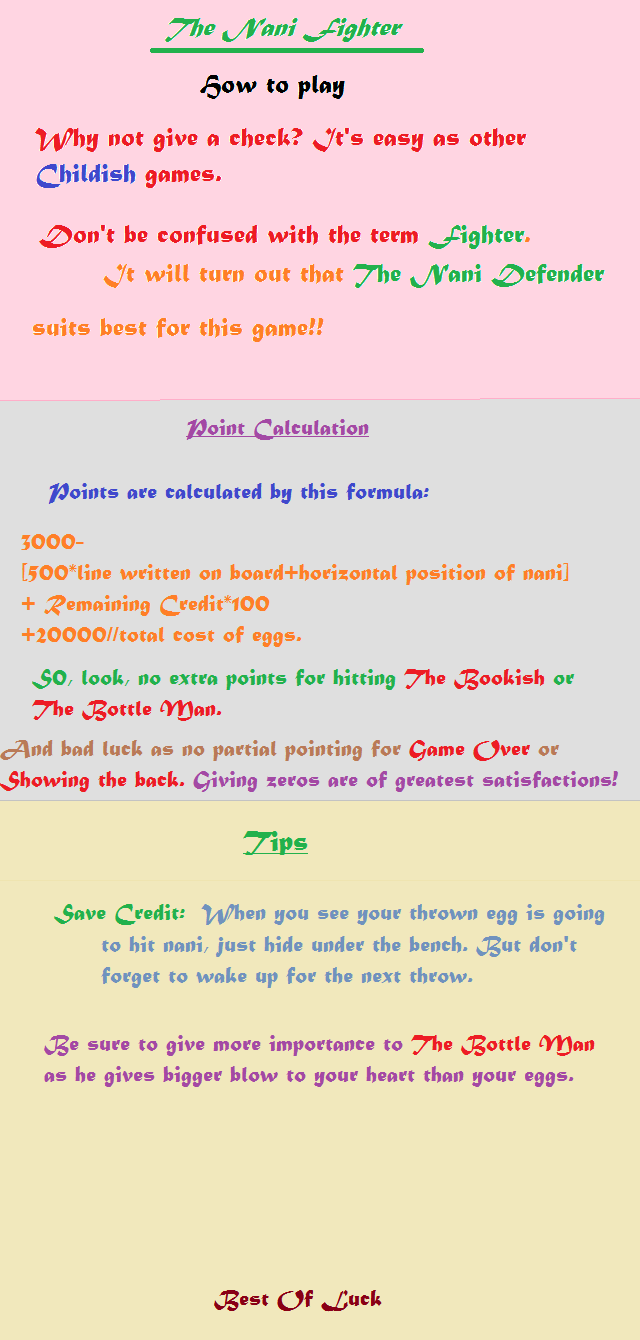 The Nani Fighter
How to play
Why not give a check? It's easy as other
Childish games.
Don't be confused with the term Fighter.
It will turn out that The Nani Defender
suits best for this game!!
Point Calculation
Points are calculated by this formula:
3000-
[500*line written on board+horizontal position of nani]
+ Remaining Credit*100
+20000//total cost of eggs.
SO, look, no extra points for hitting The Bookish or
The Bottle Man.
And bad luck as no partial pointing for Game Over or
Showing the back. Giving zeros are of greatest satisfactions!
Tips
Save Credit: When you see your thrown egg is going
to hit nani, just hide under the bench. But don't
forget to wake up for the next throw.
Be sure to give more importance to The Bottle Man
as he gives bigger blow to your heart than your eggs.
Best Of Luck